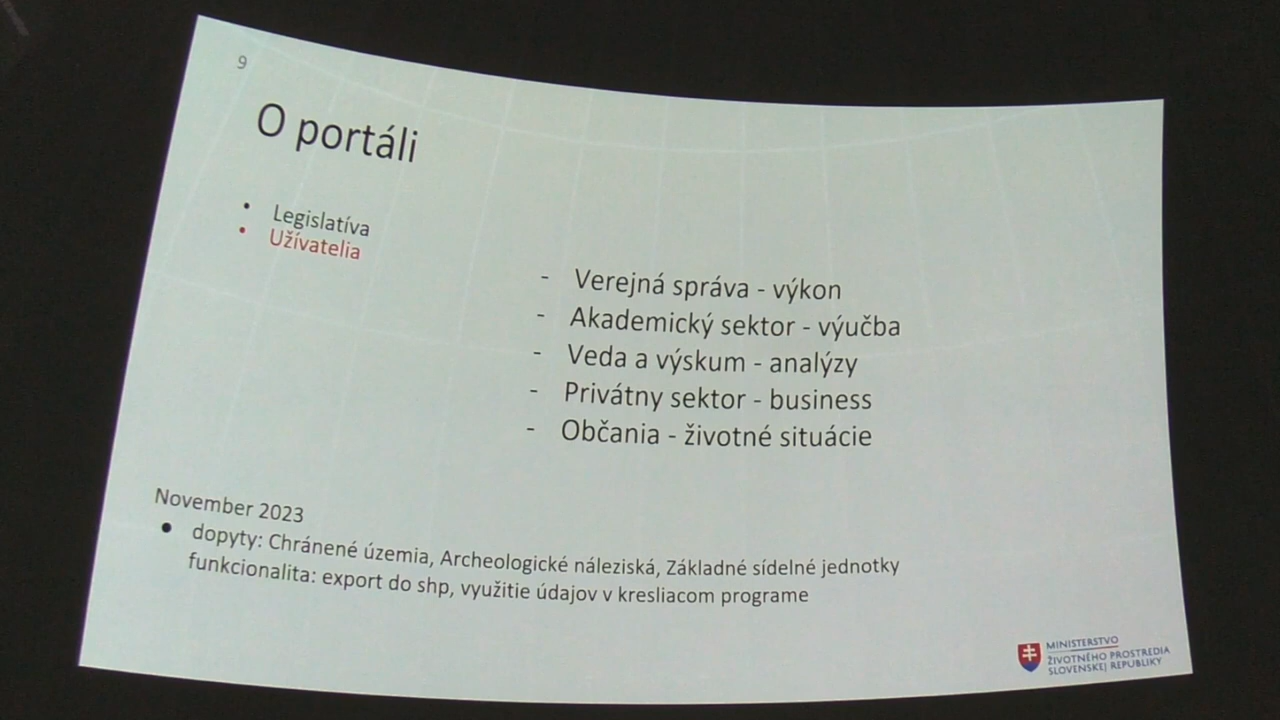 9
O portáli
• Legislatíva
• Užívatelia
- Verejná správa - výkon
- Akademický sektor - výučba
- Veda a výskum - analýzy
- Privátny sektor - business
- Občania - životné situácie
November 2023
● dopyty: Chránené územia, Archeologické náleziská, Základné sídelné jednotky
funkcionalita: export do shp, využitie údajov v kresliacom programe
MINISTERSTVO
ŽIVOTNÉHO PROSTREDIA
SLOVENSKEJ REPUBLIKY